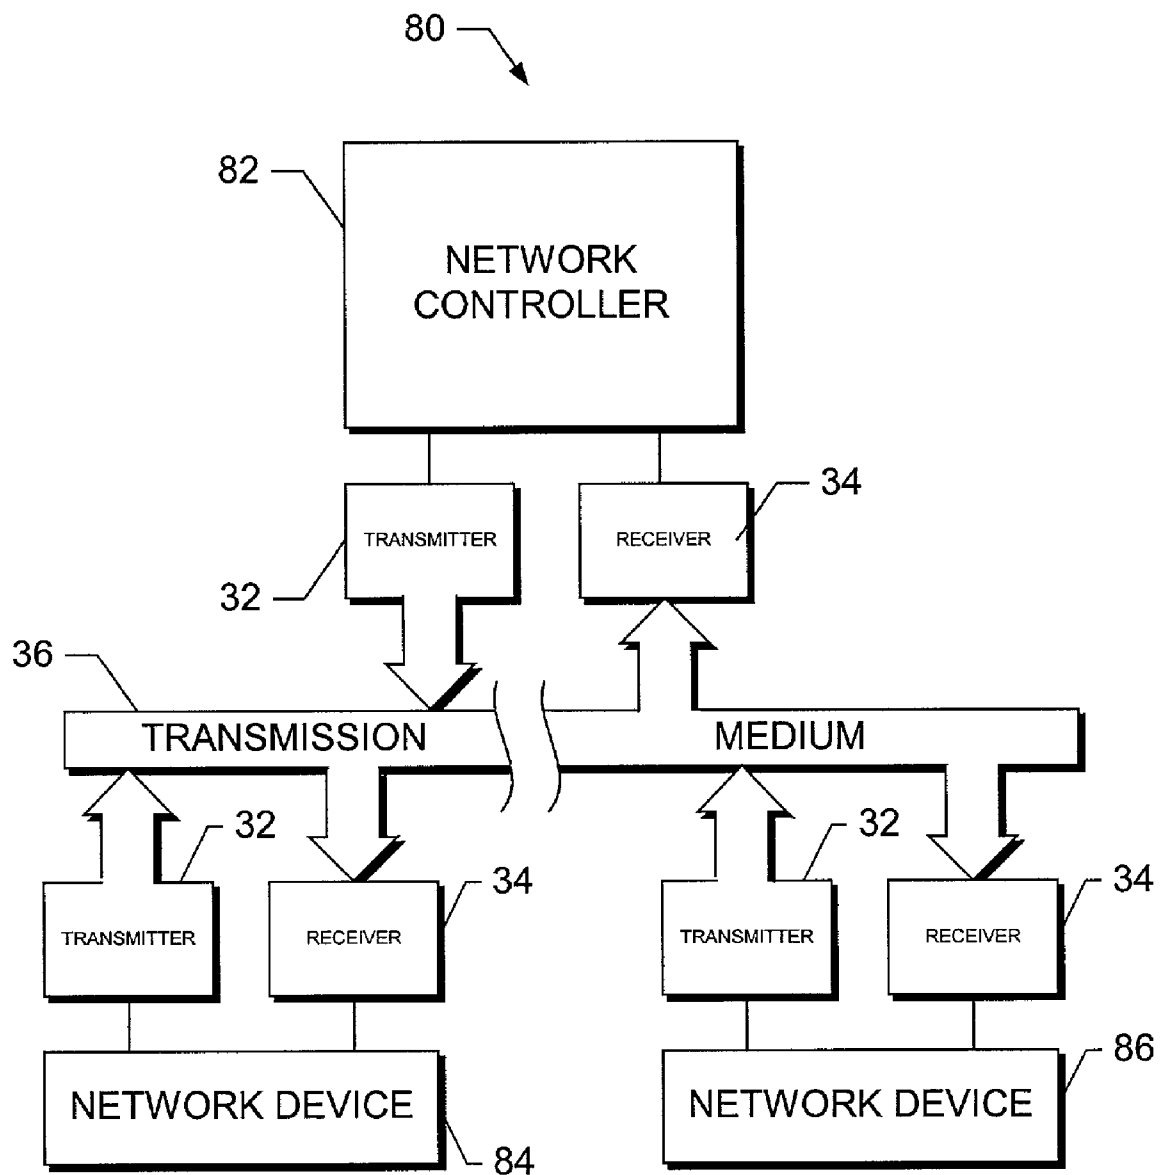 80
82
NETWORK
CONTROLLER
34
TRANSMITTER
RECEIVER
32
36
TRANSMISSION MEDIUM
32
32
34
34
TRANSMITTER
RECEIVER
TRANSMITTER
RECEIVER
86
NETWORK DEVICE
NETWORK DEVICE
84